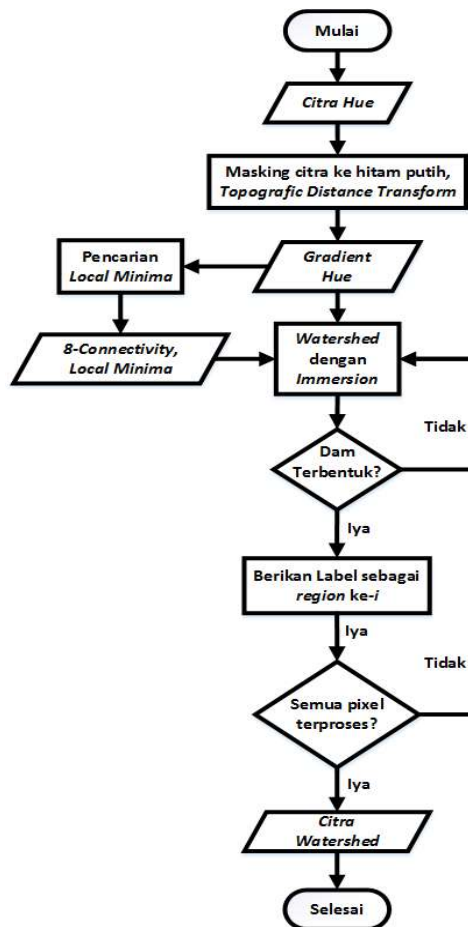 Mulai
Citra Hue
Masking citra ke hitam putih,
Topografic Distance Transform
Pencarian
Local Minima
Gradient
Hue
8-Connectivity,
Local Minima
Watershed
dengan
Immersion
Tidak
Dam
Terbentuk?
Iya
Berikan Label sebagai
region ke-i
Iya
Tidak
Semua pixel
terproses?
Iya
Citra
Watershed
Selesai